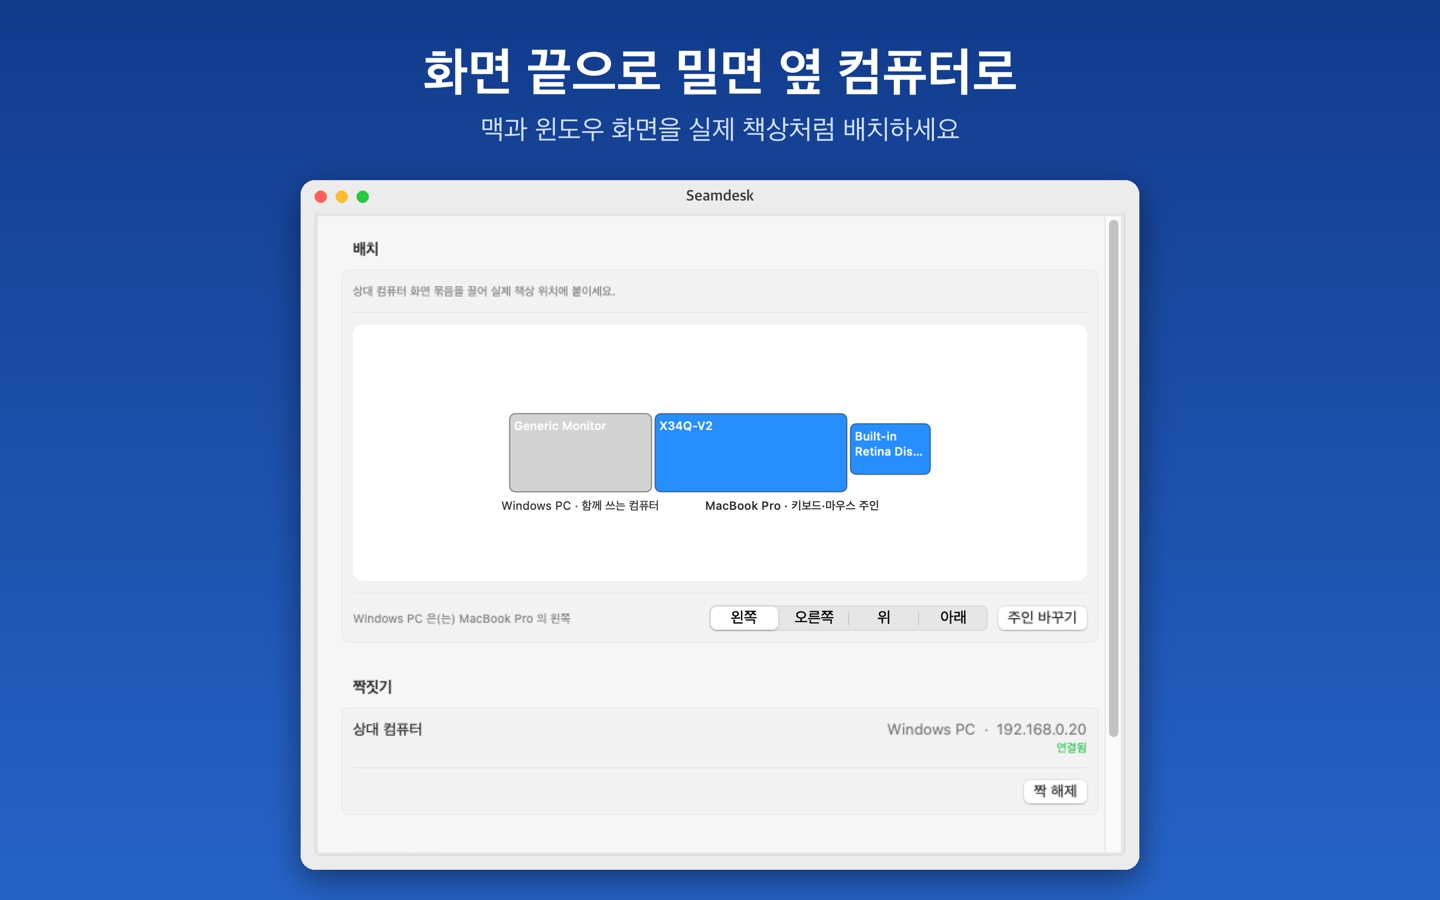 화면 끝으로 밀면 옆 컴퓨터로
맥과 윈도우 화면을 실제 책상처럼 배치하세요
Seamdesk
배치
상대 컴퓨터 화면 묶음을 끌어 실제 책상 위치에 붙이세요.
Generic Monitor
X34Q-V2
Built-in
Retina Dis...
Windows PC · 함께 쓰는 컴퓨터
MacBook Pro · 키보드·마우스 주인
Windows PC 은(는) MacBook Pro 의 왼쪽
왼쪽 오른쪽 위 아래 주인 바꾸기
짝짓기
상대 컴퓨터
Windows PC · 192.168.0.20
연결됨
짝 해제